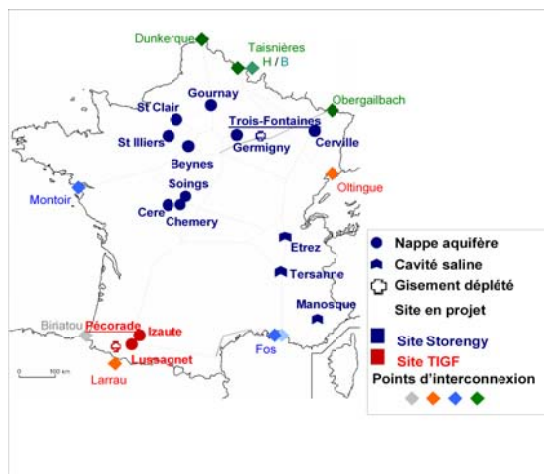 Dunkerque
Taisnières
H / B
Gournay
St Clair
Obergailbach
Trois-Fontaines
St Illiers
Germigny
Cerville
Beynes
Oltingue
Soings
Montoir
Cere
Chemery
Etrez
Tersanne
Manosque
Biriatou
Pécorade
Izaute
Lussagnet
Fos
Larrau
0
100 km
Nappe aquifère
Cavité saline
Gisement déplété
Site en projet
Site Storengy
Site TIGF
Points d'interconnexion